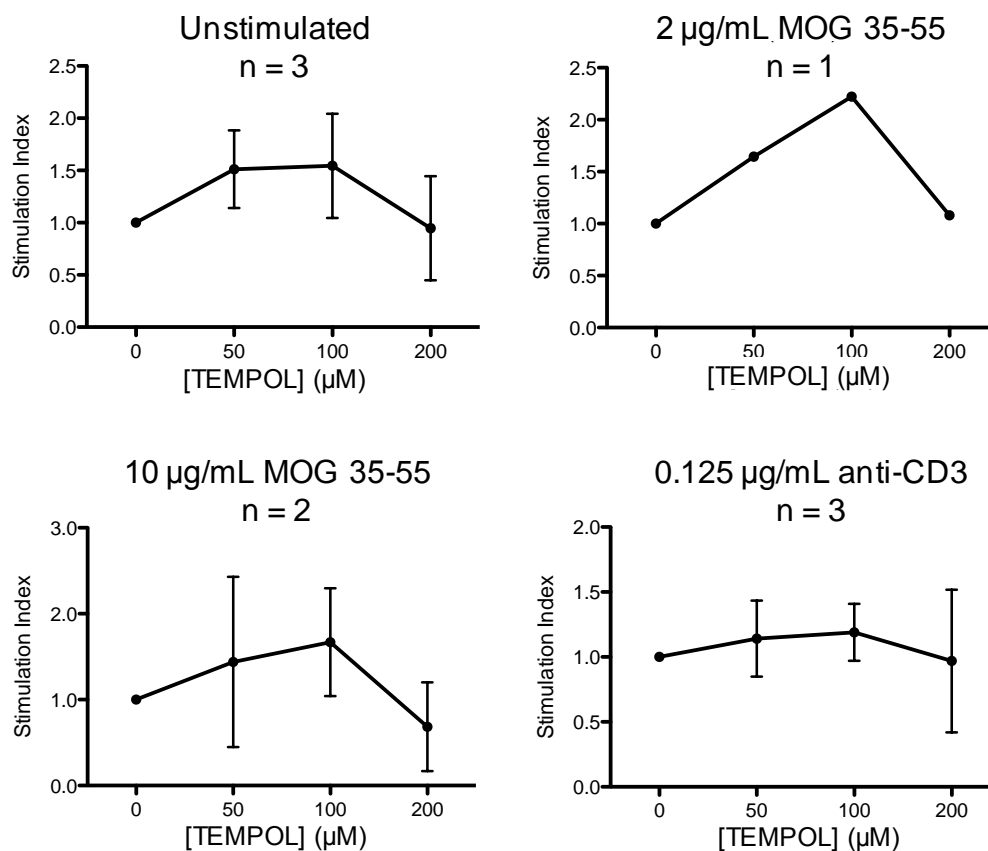 Unstimulated
n = 3
2.5
2.0
1.5
1.0
0.5
0.0
Stimulation Index
0 50 100 200
[TEMPOL] (µM)
2 µg/mL MOG 35-55
n = 1
2.5
2.0
1.5
1.0
0.5
0.0
Stimulation Index
0 50 100 200
[TEMPOL] (µM)
10 µg/mL MOG 35-55
n = 2
3.0
2.0
1.0
0.0
Stimulation Index
0 50 100 200
[TEMPOL] (µM)
0.125 µg/mL anti-CD3
n = 3
2.0
1.5
1.0
0.5
0.0
Stimulation Index
0 50 100 200
[TEMPOL] (µM)